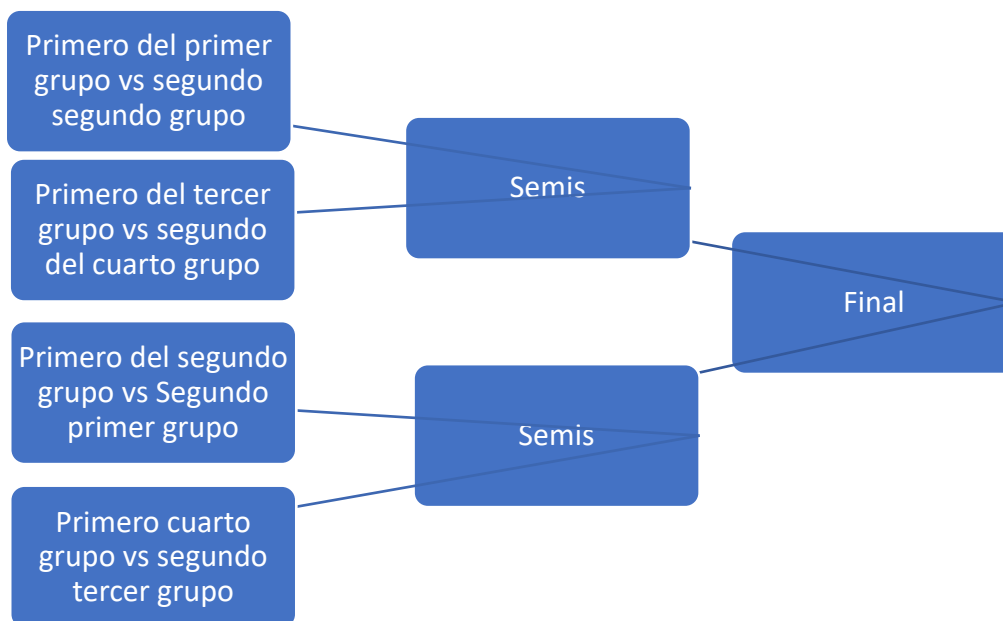 Primero del primer
grupo vs segundo
segundo grupo
Primero del tercer
grupo vs segundo
del cuarto grupo
Primero del segundo
grupo vs Segundo
primer grupo
Primero cuarto
grupo vs segundo
tercer grupo
Semis
Semis
Final